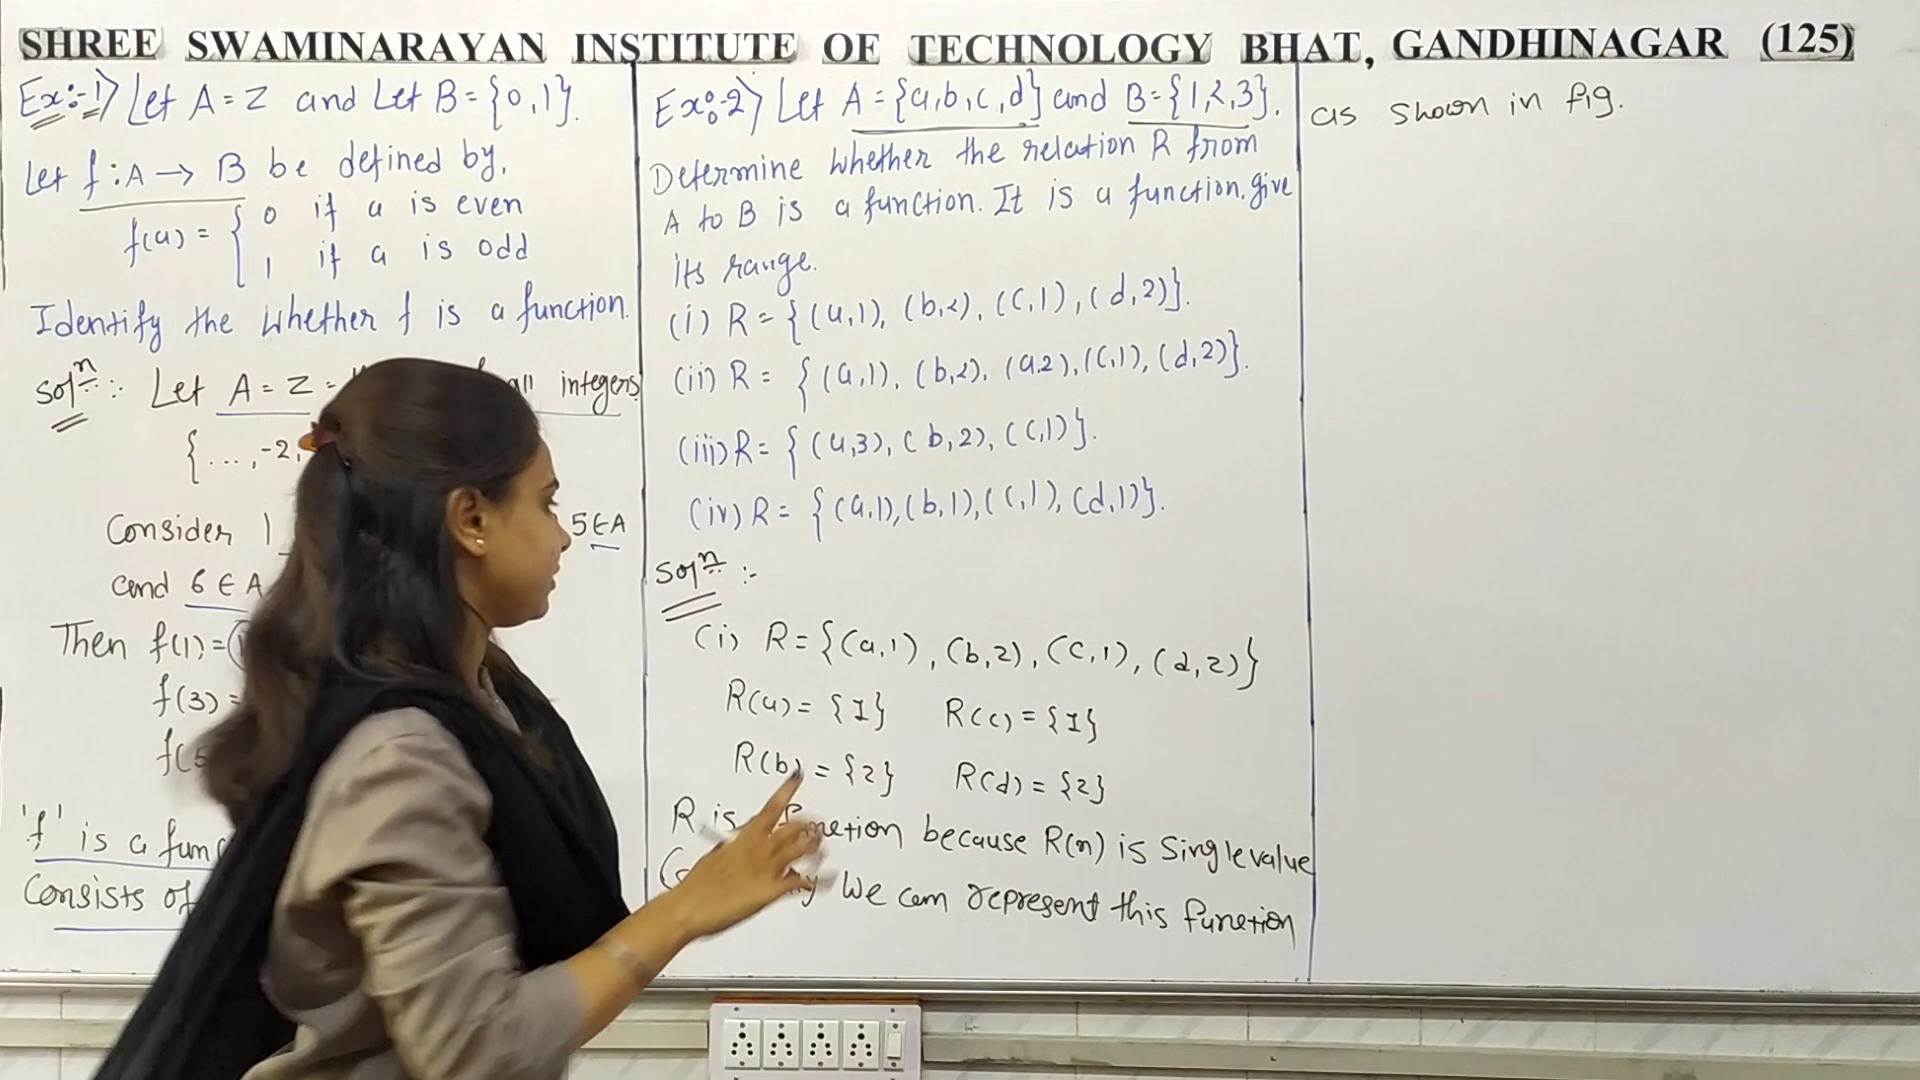 SHREE SWAMINARAYAN INSTITUTE OF TECHNOLOGY BHAT, GANDHINAGAR (125)
Ex:-1) Let A = Z and Let B = {0,1}.
Let f : A → B be defined by,
f(a) = { 0 if a is even
1 if a is odd
Identify the whether f is a function.
Solⁿ :- Let A = Z = all integers
{ ..., -2,
Consider 1 5 ∈ A
and 6 ∈ A
Then f(1) =
f(3) =
f(5
'f' is a func
Consists of
Ex:-2) Let A = {a,b,c,d} and B = {1,2,3}.
Determine whether the relation R from
A to B is a function. It is a function, give
its range.
(i) R = {(a,1), (b,2), (c,1), (d,2)}.
(ii) R = {(a,1), (b,2), (a,2), (c,1), (d,2)}.
(iii) R = {(a,3), (b,2), (c,1)}.
(iv) R = {(a,1), (b,1), (c,1), (d,1)}.
Solⁿ :-
(i) R = {(a,1), (b,2), (c,1), (d,2)}
R(a) = {1} R(c) = {1}
R(b) = {2} R(d) = {2}
R is function because R(n) is Singlevalue
We can represent this function
as shown in fig.